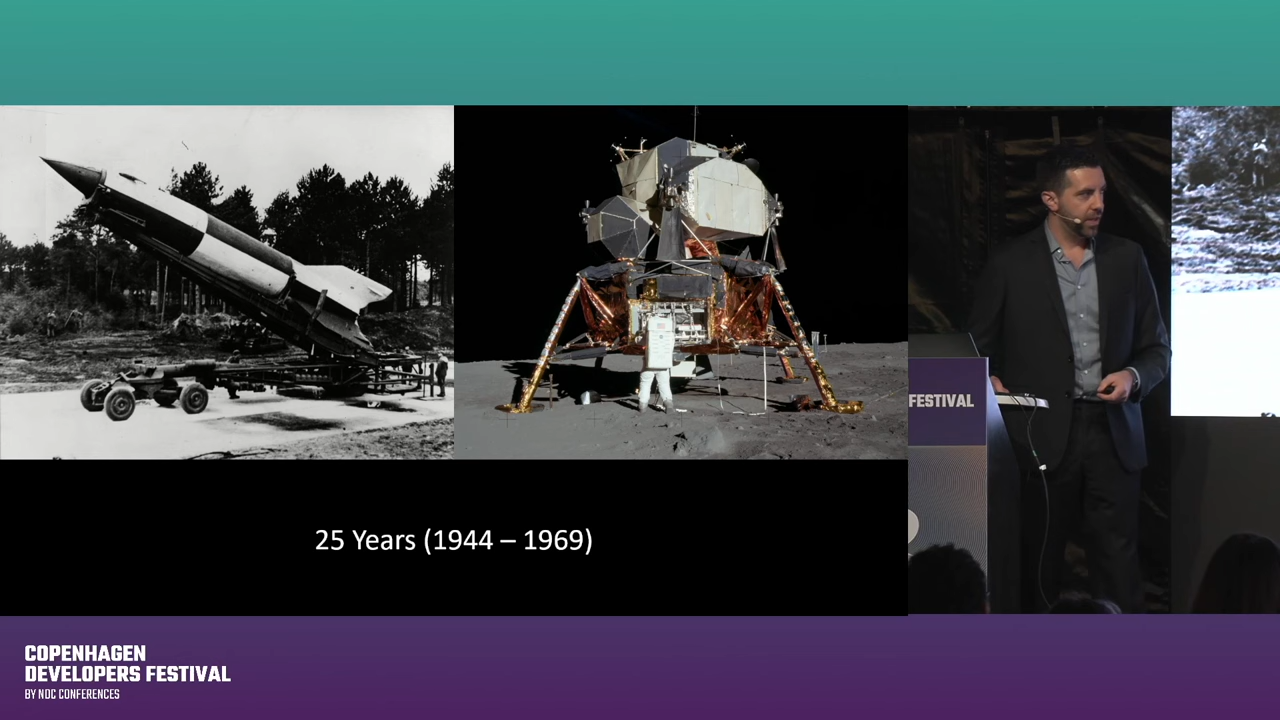 25 Years (1944 – 1969)
FESTIVAL
COPENHAGEN
DEVELOPERS FESTIVAL
BY NDC CONFERENCES